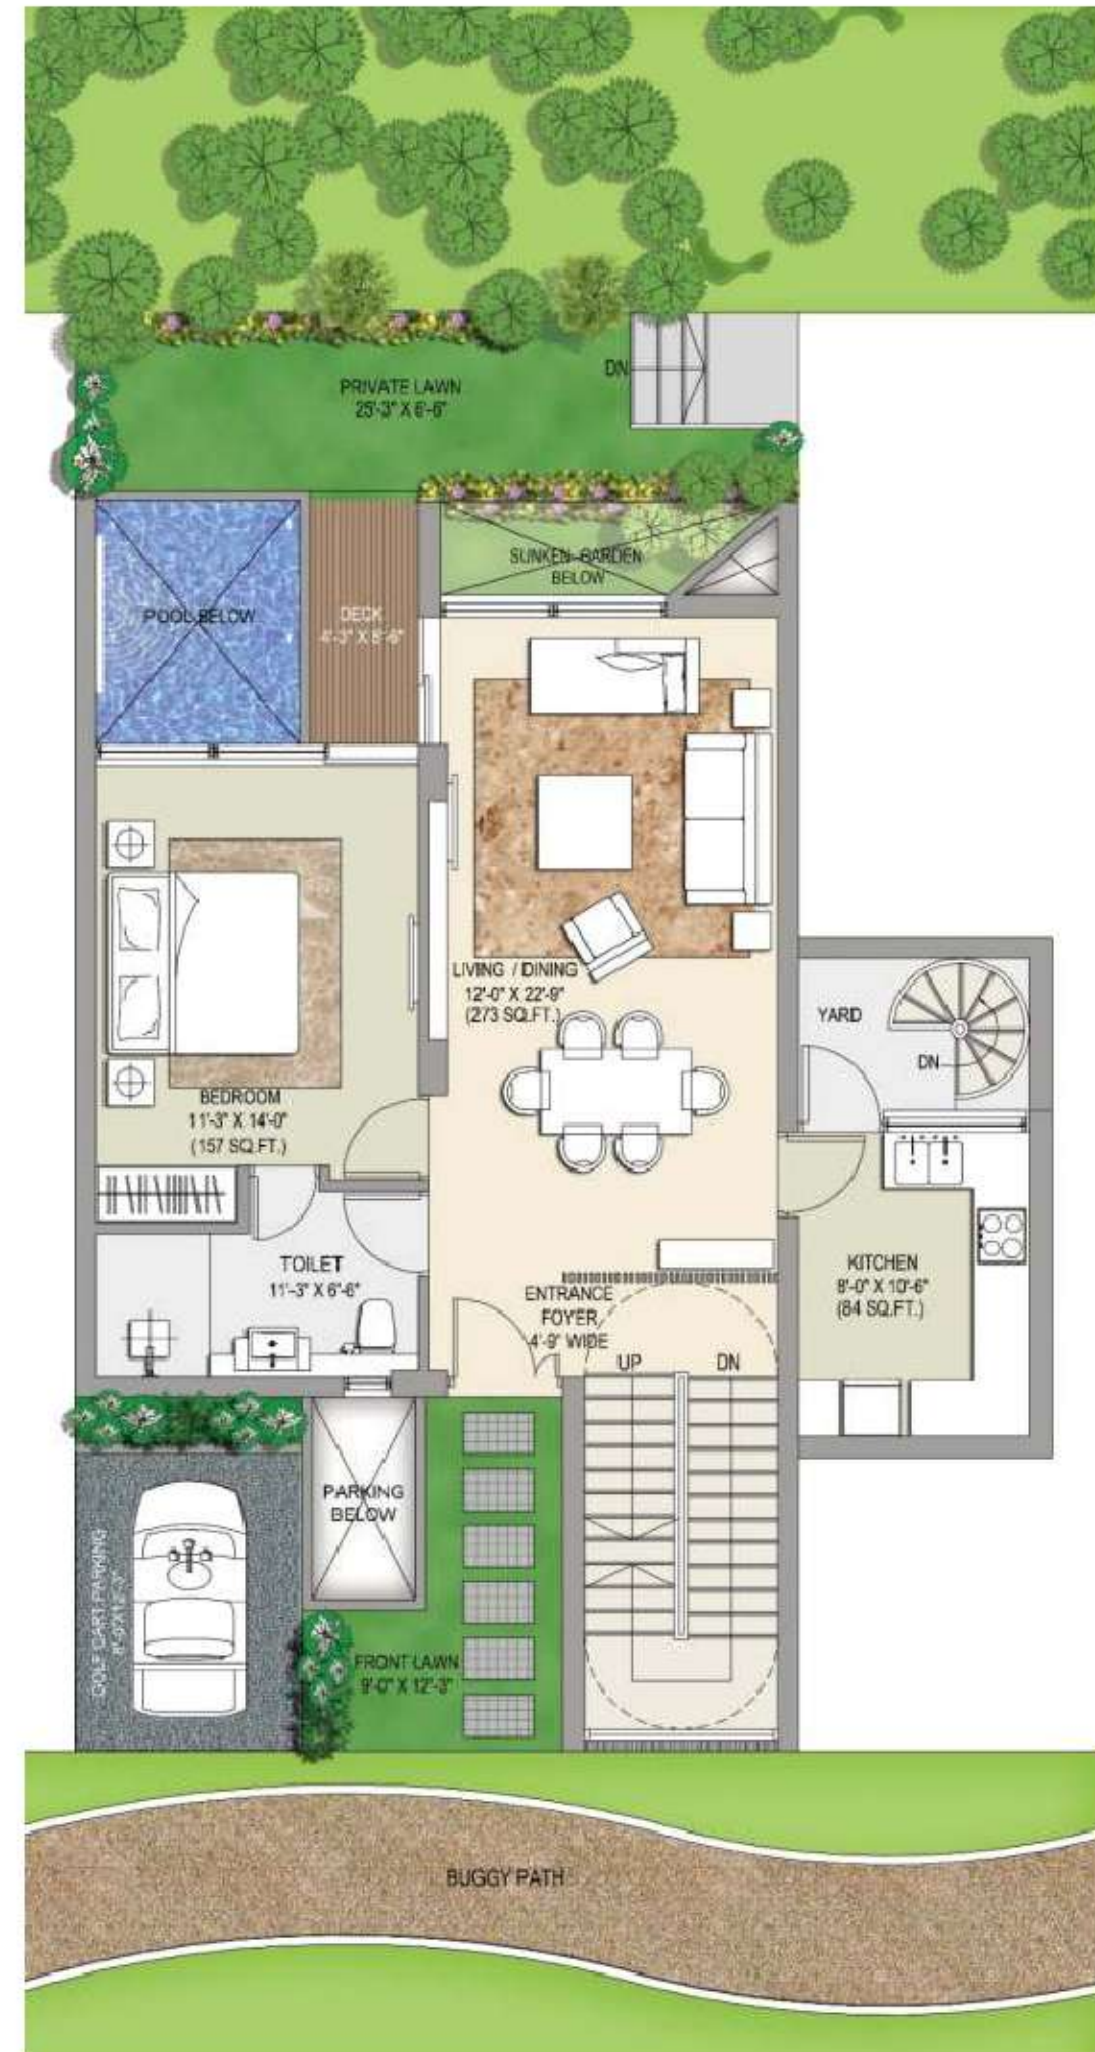 DN
PRIVATE LAWN
25'-3" X 6'-6"
SUNKEN GARDEN
BELOW
POOL BELOW
DECK
4'-3" X 8'-6"
LIVING / DINING
12'-0" X 22'-9"
(273 SQ.FT.)
YARD
DN
BEDROOM
11'-3" X 14'-0"
(157 SQ.FT.)
TOILET
11'-3" X 6'-6"
KITCHEN
8'-0" X 10'-6"
(84 SQ.FT.)
ENTRANCE
FOYER
4'-9" WIDE
UP
DN
PARKING
BELOW
GOLF CART PARKING
FRONT LAWN
9'-0" X 12'-3"
BUGGY PATH